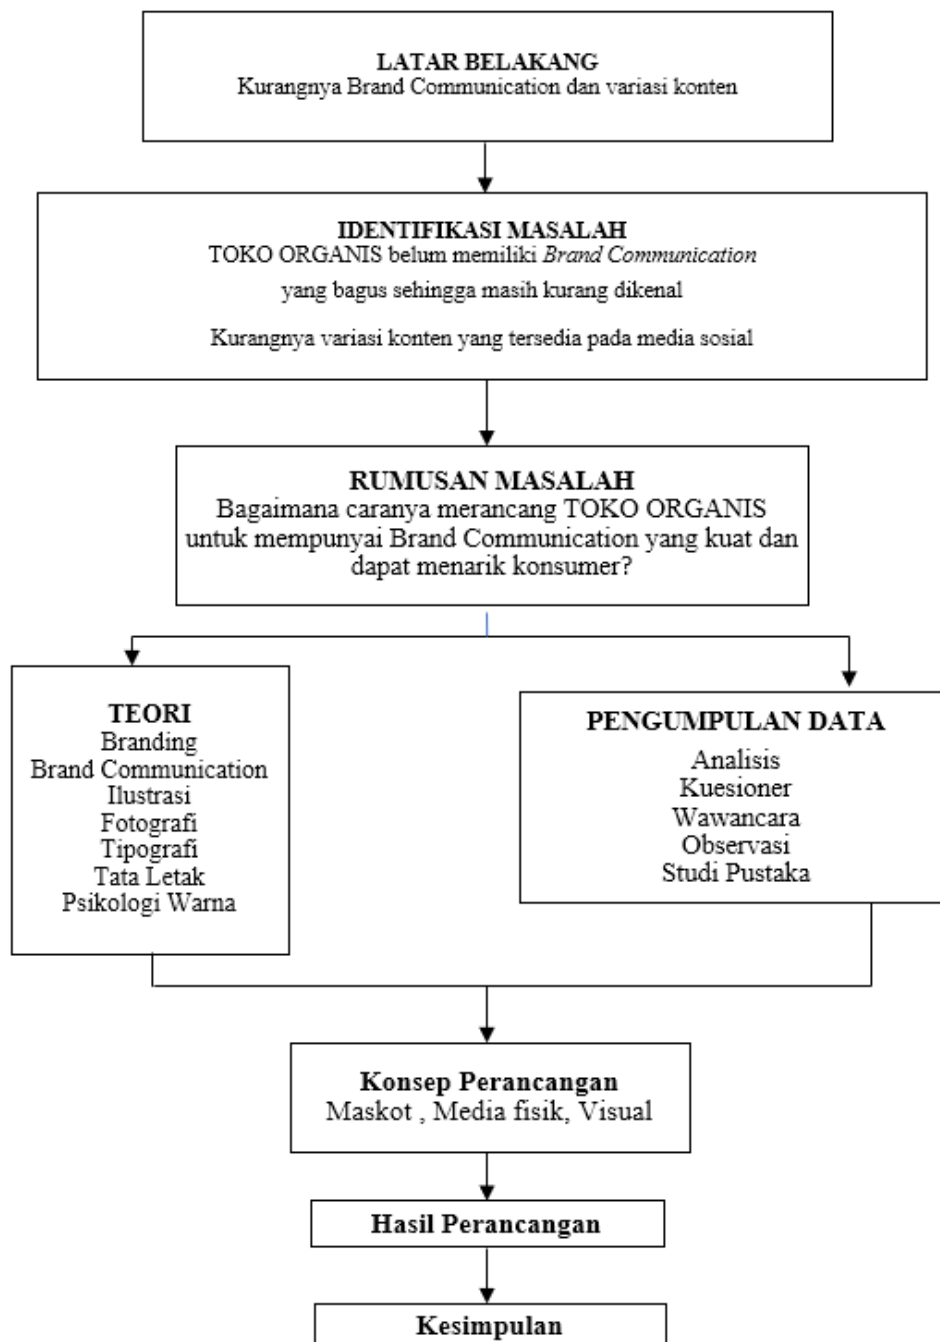 LATAR BELAKANG
Kurangnya Brand Communication dan variasi konten
IDENTIFIKASI MASALAH
TOKO ORGANIS belum memiliki Brand Communication
yang bagus sehingga masih kurang dikenal
Kurangnya variasi konten yang tersedia pada media sosial
RUMUSAN MASALAH
Bagaimana caranya merancang TOKO ORGANIS
untuk mempunyai Brand Communication yang kuat dan
dapat menarik konsumer?
TEORI
Branding
Brand Communication
Ilustrasi
Fotografi
Tipografi
Tata Letak
Psikologi Warna
PENGUMPULAN DATA
Analisis
Kuesioner
Wawancara
Observasi
Studi Pustaka
Konsep Perancangan
Maskot , Media fisik, Visual
Hasil Perancangan
Kesimpulan